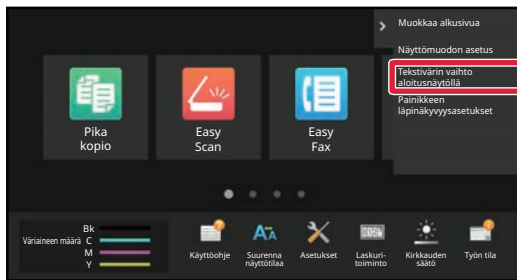 Muokkaa alkusivua
Näyttömuodon asetus
Tekstivärin vaihto
aloitusnäytöllä
Painikkeen
läpinäkyvyysasetukset
Pika
kopio
Easy
Scan
Easy
Fax
Väriaineen määrä
Bk
C
M
Y
Käyttöohje
Suurenna
näyttötilaa
Asetukset
Laskuri-
toiminto
Kirkkauden
säätö
Työn tila